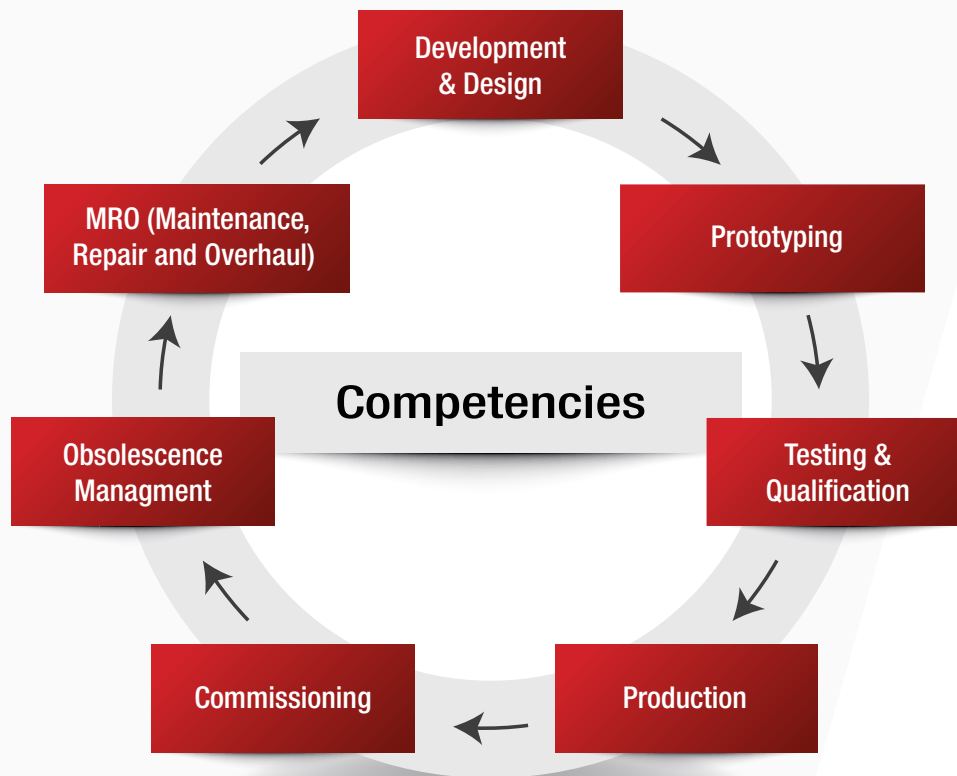 Development
& Design
Prototyping
Testing &
Qualification
Production
Commissioning
Obsolescence
Managment
MRO (Maintenance,
Repair and Overhaul)
Competencies